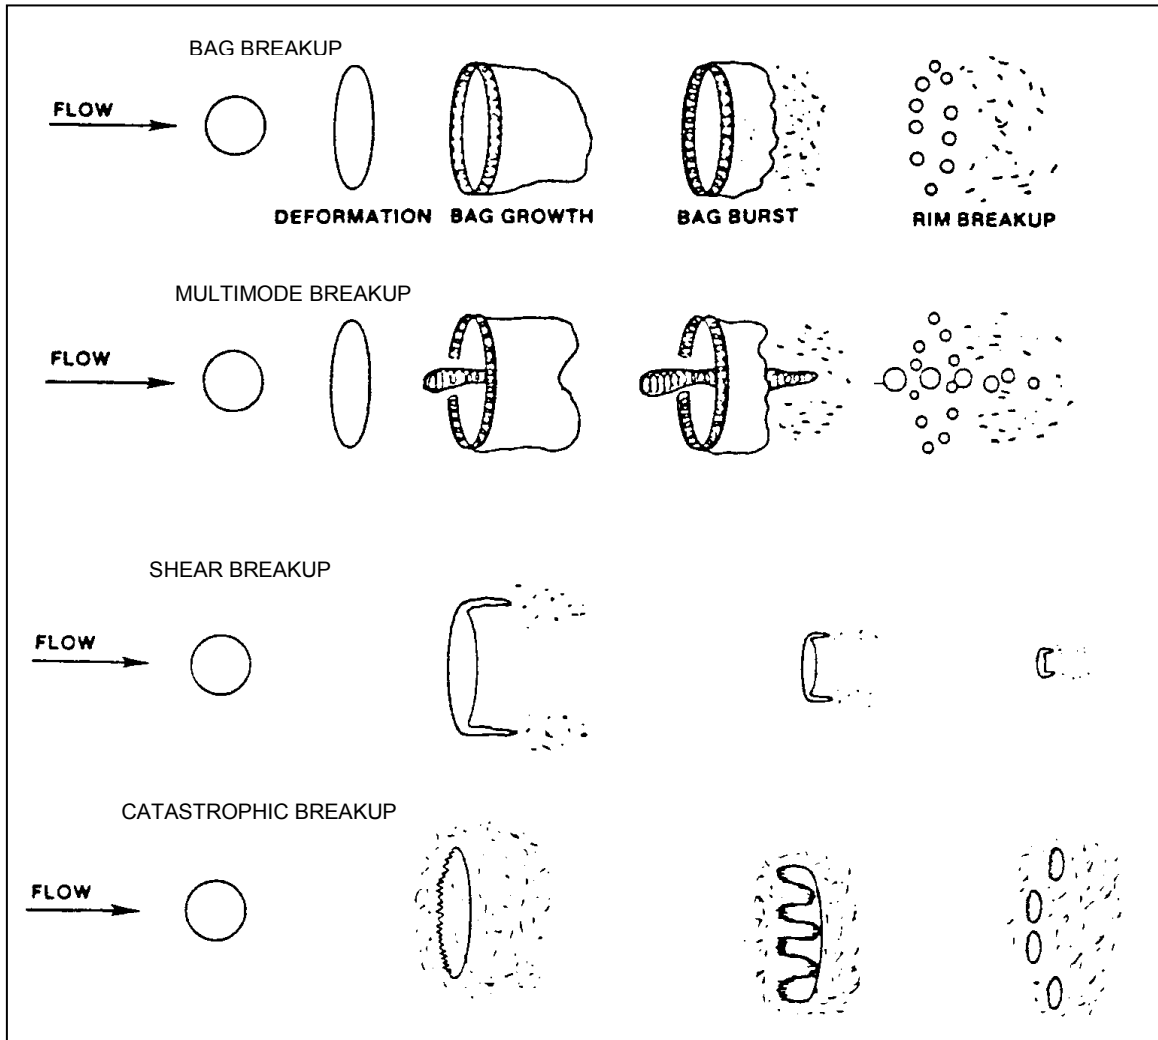 BAG BREAKUP
FLOW
DEFORMATION BAG GROWTH BAG BURST RIM BREAKUP
MULTIMODE BREAKUP
FLOW
SHEAR BREAKUP
FLOW
CATASTROPHIC BREAKUP
FLOW